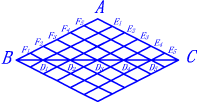 A
F₅ E₁
F₄ E₂
F₃ E₃
F₂ E₄
F₁ E₅
B C
D₁ D₂ D₃ D₄ D₅